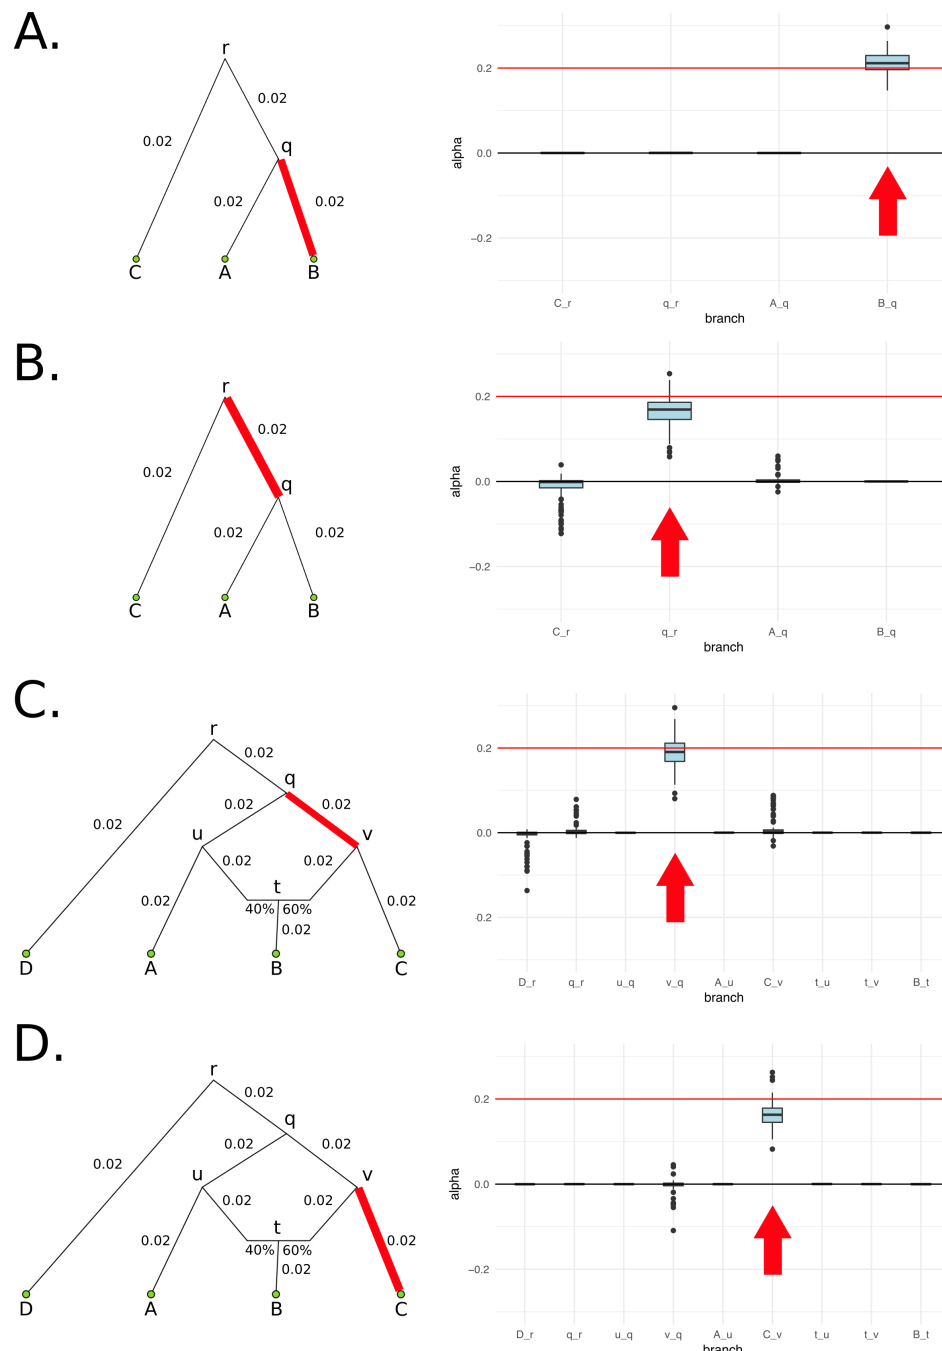 A.
r
0.02
0.02
q
0.02
0.02
C
A
B
alpha
0.2
0.0
−0.2
C_r
q_r
A_q
B_q
branch
B.
r
0.02
0.02
q
0.02
0.02
C
A
B
alpha
0.2
0.0
−0.2
C_r
q_r
A_q
B_q
branch
C.
r
0.02
q
0.02
0.02
0.02
u
v
0.02
0.02
t
0.02
40%
60%
0.02
0.02
D
A
B
C
alpha
0.2
0.0
−0.2
D_r
q_r
u_q
v_q
A_u
C_v
t_u
t_v
B_t
branch
D.
r
0.02
q
0.02
0.02
0.02
u
v
0.02
0.02
t
0.02
0.02
40%
60%
0.02
D
A
B
C
alpha
0.2
0.0
−0.2
D_r
q_r
u_q
v_q
A_u
C_v
t_u
t_v
B_t
branch